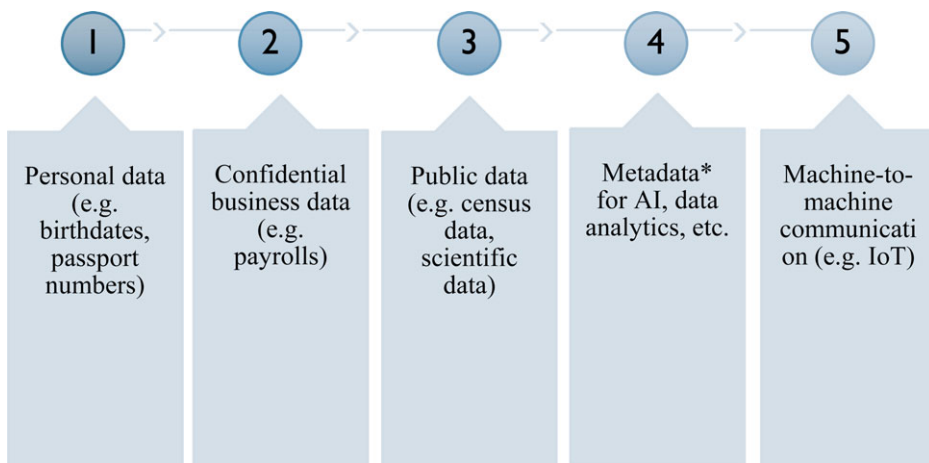 1
2
3
4
5
Personal data
(e.g.
birthdates,
passport
numbers)
Confidential
business data
(e.g.
payrolls)
Public data
(e.g. census
data,
scientific
data)
Metadata*
for AI, data
analytics, etc.
Machine-to-
machine
communicati
on (e.g. IoT)